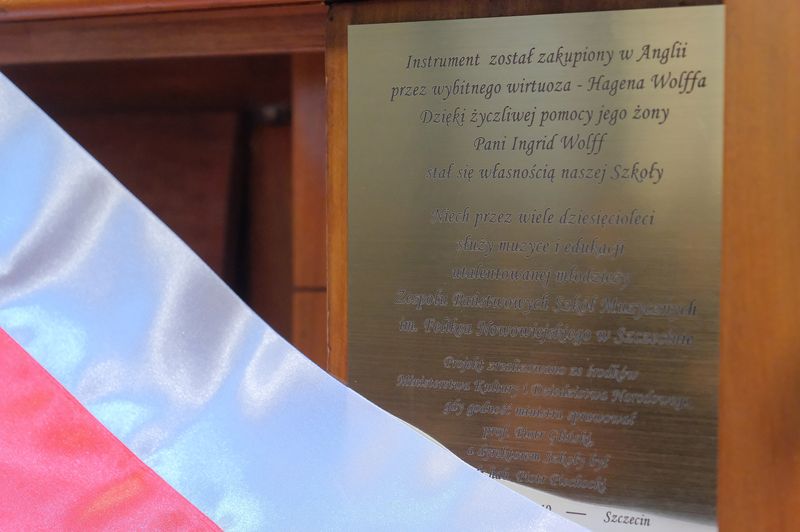 Instrument został zakupiony w Anglii
przez wybitnego wirtuoza - Hagena Wolffa
Dzięki życzliwej pomocy jego żony
Pani Ingrid Wolff
stał się własnością naszej Szkoły
Niech przez wiele dziesięcioleci
służy muzyce i edukacji
utalentowanej młodzieży
Zespołu Państwowych Szkół Muzycznych
im. Feliksa Nowowiejskiego w Szczecinie
Projekt zrealizowano ze środków
Ministerstwa Kultury i Dziedzictwa Narodowego,
gdy godność ministra sprawował
prof. Piotr Gliński,
a dyrektorem Szkoły był
hab. Piotr Piechocki
— Szczecin